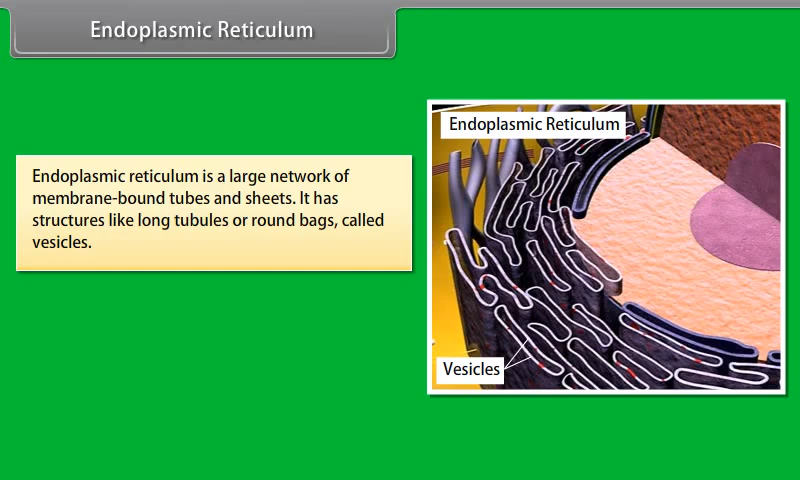 Endoplasmic Reticulum
Endoplasmic reticulum is a large network of
membrane-bound tubes and sheets. It has
structures like long tubules or round bags, called
vesicles.
Endoplasmic Reticulum
Vesicles